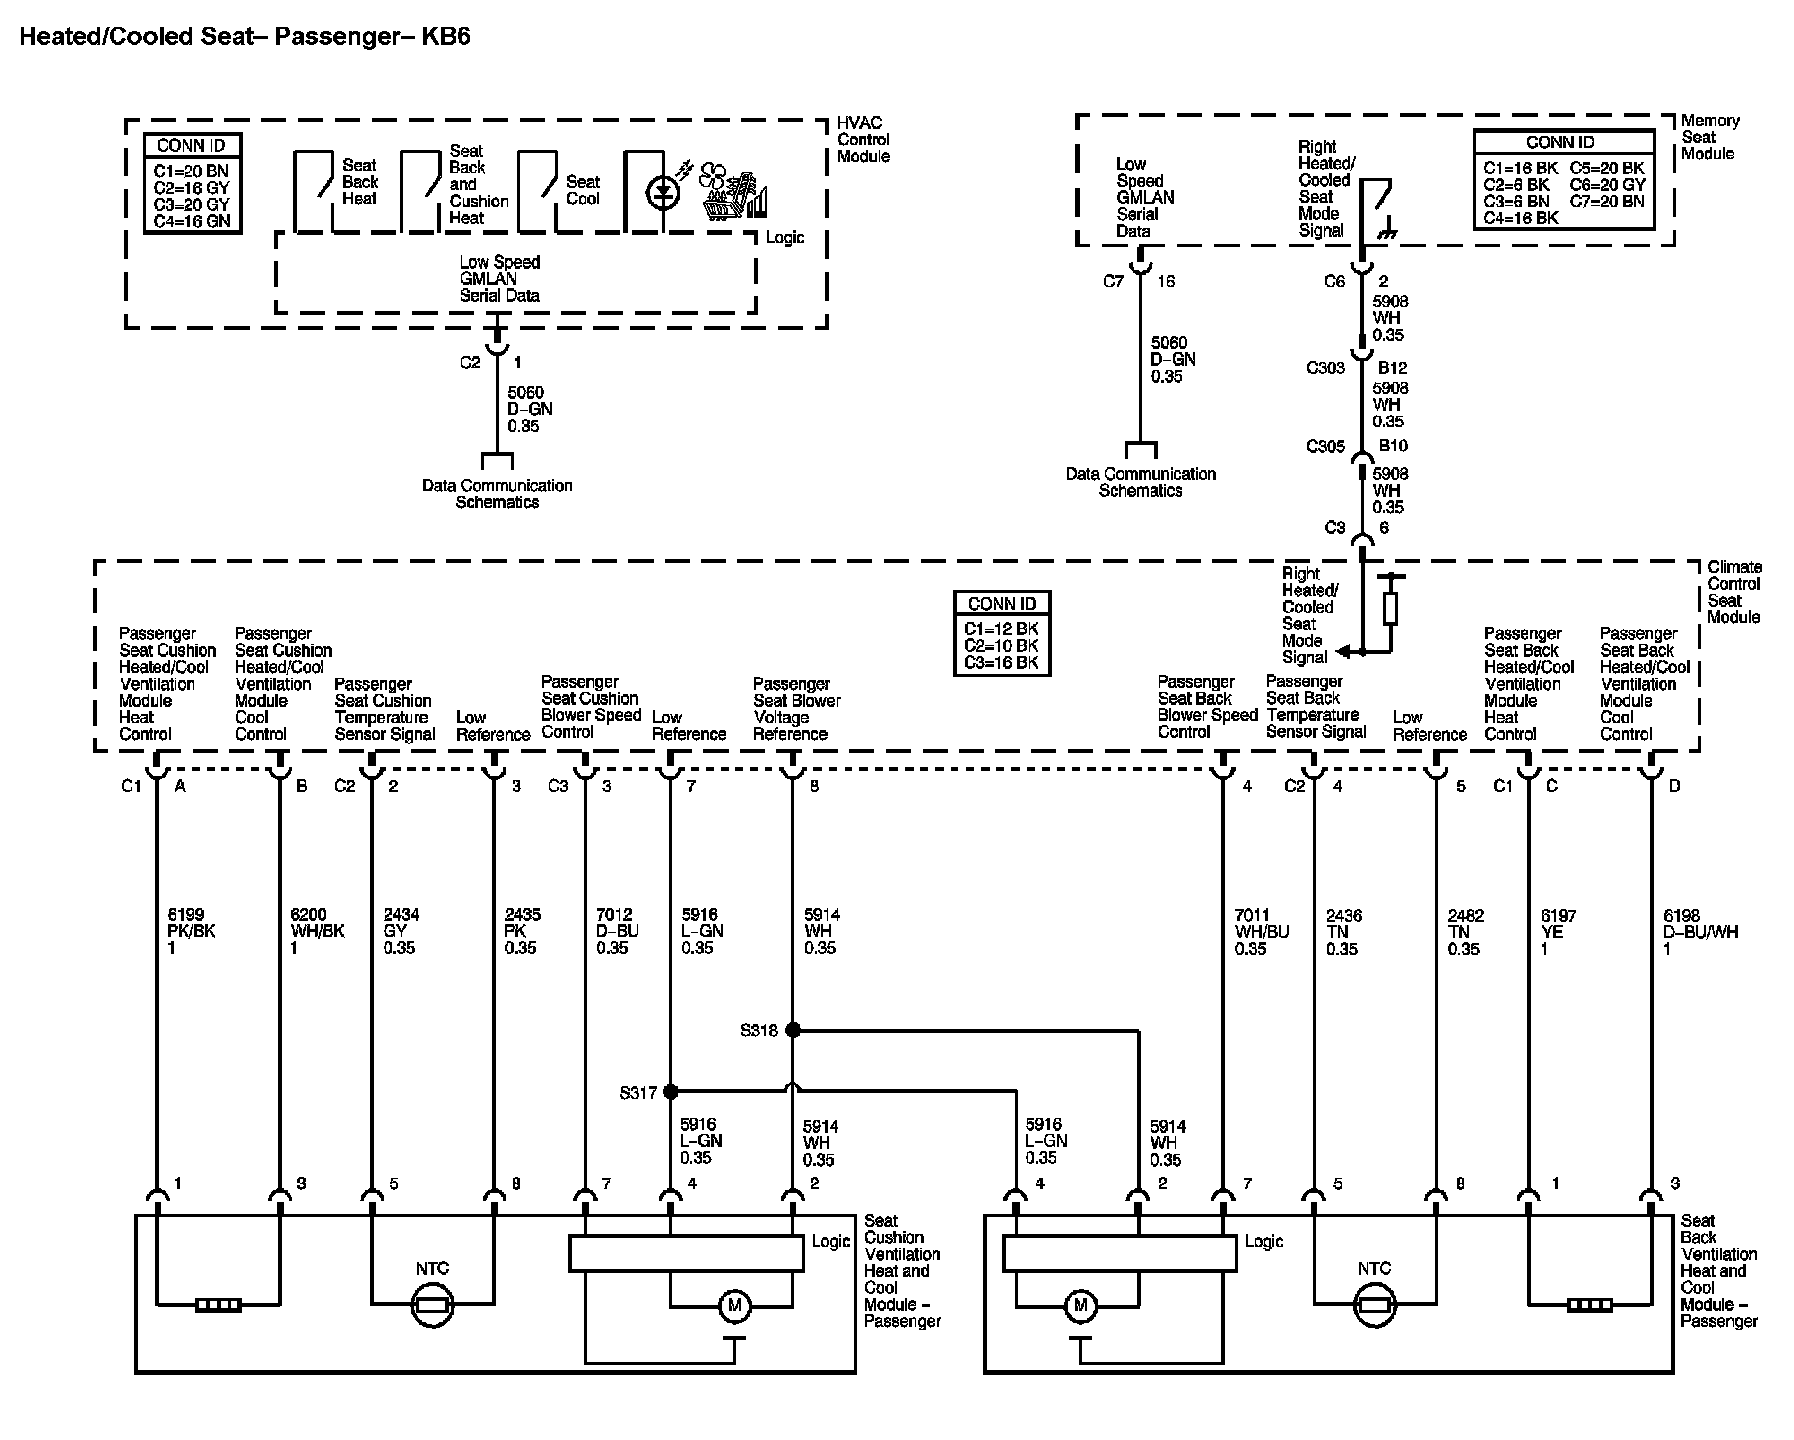 Heated/Cooled Seat– Passenger– KB6
CONN ID
C1=20 BN
C2=16 GY
C3=20 GY
C4=16 GN
Seat
Back
Heat
Seat
Back
and
Cushion
Heat
Seat
Cool
HVAC
Control
Module
Logic
Low Speed
GMLAN
Serial Data
C2 1
5060
D–GN
0.35
Data Communication
Schematics
Low
Speed
GMLAN
Serial
Data
Right
Heated/
Cooled
Seat
Mode
Signal
CONN ID
C1=16 BK C5=20 BK
C2=6 BK C6=20 GY
C3=6 BN C7=20 BN
C4=16 BK
Memory
Seat
Module
C7 16
5060
D–GN
0.35
Data Communication
Schematics
C6 2
5908
WH
0.35
C303 B12
5908
WH
0.35
C305 B10
5908
WH
0.35
C3 6
Climate
Control
Seat
Module
Right
Heated/
Cooled
Seat
Mode
Signal
CONN ID
C1=12 BK
C2=10 BK
C3=16 BK
Passenger
Seat Cushion
Heated/Cool
Ventilation
Module
Heat
Control
Passenger
Seat Cushion
Heated/Cool
Ventilation
Module
Cool
Control
Passenger
Seat Cushion
Temperature
Sensor Signal
Low
Reference
Passenger
Seat Cushion
Blower Speed
Control
Low
Reference
Passenger
Seat Blower
Voltage
Reference
Passenger
Seat Back
Blower Speed
Control
Passenger
Seat Back
Temperature
Sensor Signal
Low
Reference
Passenger
Seat Back
Heated/Cool
Ventilation
Module
Heat
Control
Passenger
Seat Back
Heated/Cool
Ventilation
Module
Cool
Control
C1 A B C2 2 3 C3 3 7 8 4 C2 4 5 C1 C D
6199
PK/BK
1
6200
WH/BK
1
2434
GY
0.35
2435
PK
0.35
7012
D–BU
0.35
5916
L–GN
0.35
5914
WH
0.35
7011
WH/BU
0.35
2436
TN
0.35
2482
TN
0.35
6197
YE
1
6198
D–BU/WH
1
S318
S317
5916
L–GN
0.35
5914
WH
0.35
5916
L–GN
0.35
5914
WH
0.35
1 3 5 8 7 4 2 4 2 7 5 8 1 3
NTC
Logic
M
Seat
Cushion
Ventilation
Heat and
Cool
Module –
Passenger
Logic
M
NTC
Seat
Back
Ventilation
Heat and
Cool
Module –
Passenger